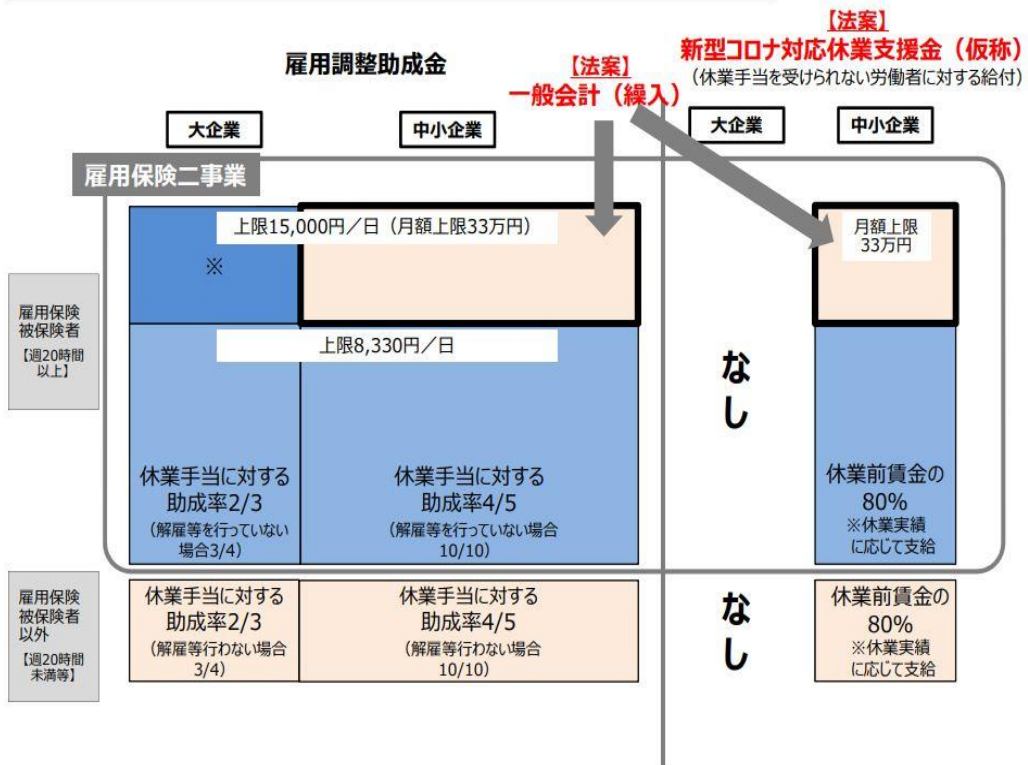 【法案】
新型コロナ対応休業支援金（仮称）
（休業手当を受けられない労働者に対する給付）
雇用調整助成金
【法案】
一般会計（繰入）
大企業
中小企業
大企業
中小企業
雇用保険二事業
上限15,000円／日（月額上限33万円）
※
月額上限
33万円
雇用保険
被保険者
【週20時間
以上】
上限8,330円／日
なし
休業手当に対する
助成率2/3
（解雇等を行っていない
場合3/4）
休業手当に対する
助成率4/5
（解雇等を行っていない場合
10/10）
休業前賃金の
80%
※休業実績
に応じて支給
雇用保険
被保険者
以外
【週20時間
未満等】
休業手当に対する
助成率2/3
（解雇等行わない場合
3/4）
休業手当に対する
助成率4/5
（解雇等行わない場合
10/10）
なし
休業前賃金の
80%
※休業実績
に応じて支給